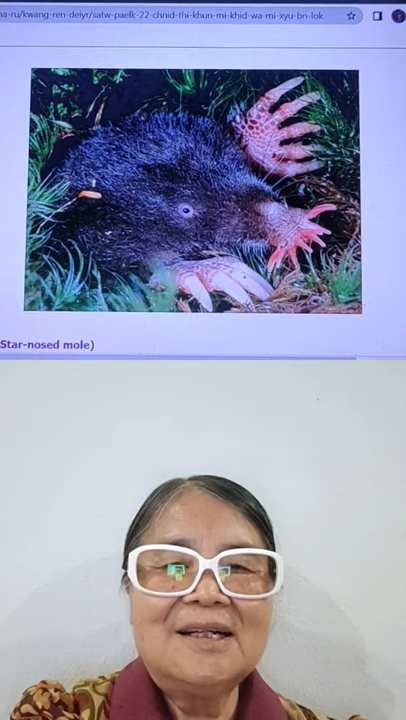 na-ru/kwang-ren-deiyr/satw-paelk-22-chnid-thi-khun-mi-khid-wa-mi-xyu-bn-lok
Star-nosed mole)